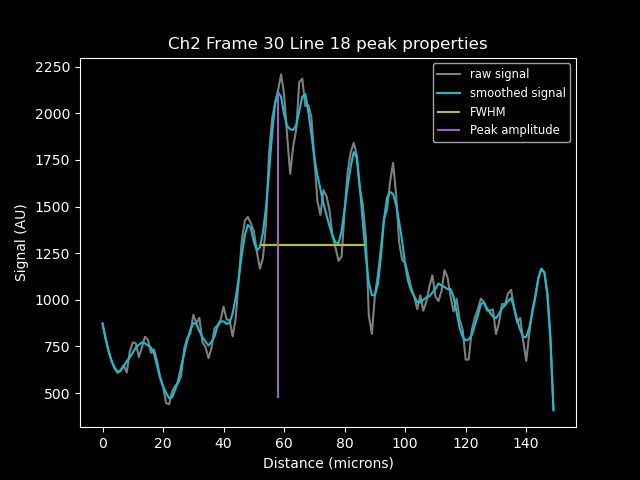 Ch2 Frame 30 Line 18 peak properties
raw signal
smoothed signal
FWHM
Peak amplitude
Signal (AU)
2250
2000
1750
1500
1250
1000
750
500
0 20 40 60 80 100 120 140
Distance (microns)